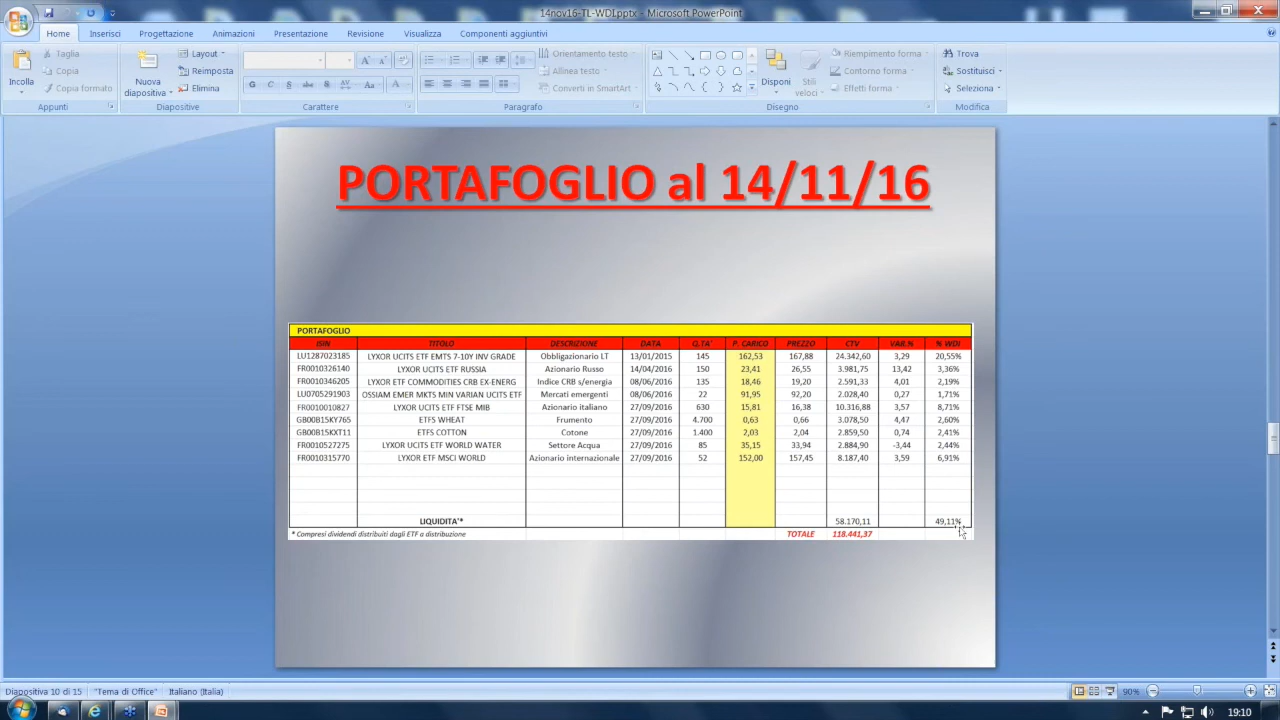 14nov16-TL-WDI.pptx - Microsoft PowerPoint
Home Inserisci Progettazione Animazioni Presentazione Revisione Visualizza Componenti aggiuntivi
Taglia Layout Orientamento testo Riempimento forma Trova
Copia Reimposta Allinea testo Contorno forma Sostituisci
Copia formato Elimina Converti in SmartArt Effetti forma Seleziona
Incolla Nuova diapositiva Disponi Stili veloci
Appunti Diapositive Carattere Paragrafo Disegno Modifica
PORTAFOGLIO al 14/11/16
PORTAFOGLIO
ISIN TITOLO DESCRIZIONE DATA Q.TA' P. CARICO PREZZO CTV VAR.% % WDI
LU1287023185 LYXOR UCITS ETF EMTS 7-10Y INV GRADE Obbligazionario LT 13/01/2015 145 162,53 167,88 24.342,60 3,29 20,55%
FR0010326140 LYXOR UCITS ETF RUSSIA Azionario Russo 14/04/2016 150 23,41 26,55 3.981,75 13,42 3,36%
FR0010346205 LYXOR ETF COMMODITIES CRB EX-ENERG Indice CRB s/energia 08/06/2016 135 18,46 19,20 2.591,33 4,01 2,19%
LU0705291903 OSSIAM EMER MKTS MIN VARIAN UCITS ETF Mercati emergenti 08/06/2016 22 91,95 92,20 2.028,40 0,27 1,71%
FR0010010827 LYXOR UCITS ETF FTSE MIB Azionario italiano 27/09/2016 630 15,81 16,38 10.316,88 3,57 8,71%
GB00B15KY765 ETFS WHEAT Frumento 27/09/2016 4.700 0,63 0,66 3.078,50 4,47 2,60%
GB00B15KXT11 ETFS COTTON Cotone 27/09/2016 1.400 2,03 2,04 2.859,50 0,74 2,41%
FR0010527275 LYXOR UCITS ETF WORLD WATER Settore Acqua 27/09/2016 85 35,15 33,94 2.884,90 -3,44 2,44%
FR0010315770 LYXOR ETF MSCI WORLD Azionario internazionale 27/09/2016 52 152,00 157,45 8.187,40 3,59 6,91%
LIQUIDITA'* 58.170,11 49,11%
* Compresi dividendi distribuiti dagli ETF a distribuzione TOTALE 118.441,37
Diapositiva 10 di 15 "Tema di Office" Italiano (Italia) 90%
19:10